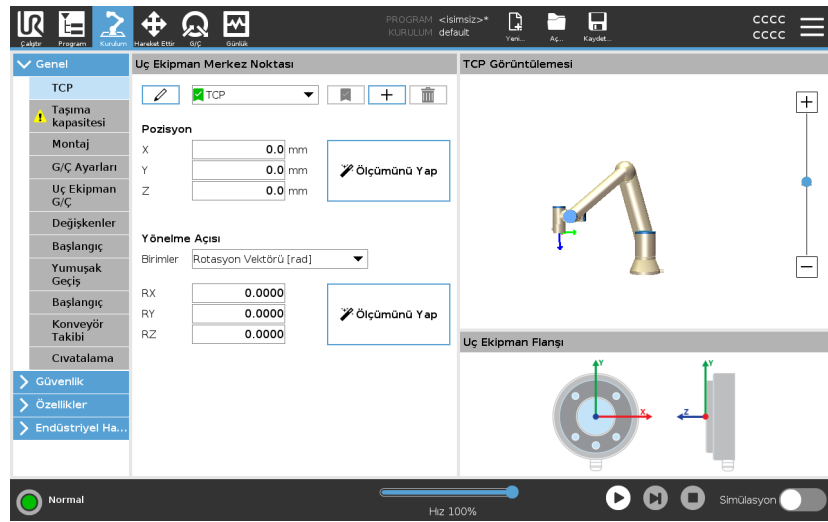 PROGRAM <isimsiz>*
KURULUM default
cccc
cccc
Çalıştır
Program
Kurulum
Hareket Ettir
G/Ç
Günlük
Yeni...
Aç...
Kaydet...
Genel
TCP
Taşıma
kapasitesi
Montaj
G/Ç Ayarları
Uç Ekipman
G/Ç
Değişkenler
Başlangıç
Yumuşak
Geçiş
Başlangıç
Konveyör
Takibi
Cıvatalama
Güvenlik
Özellikler
Endüstriyel Ha...
Uç Ekipman Merkez Noktası
TCP
Pozisyon
X 0.0 mm
Y 0.0 mm
Z 0.0 mm
Ölçümünü Yap
Yönelme Açısı
Birimler Rotasyon Vektörü [rad]
RX 0.0000
RY 0.0000
RZ 0.0000
Ölçümünü Yap
TCP Görüntülemesi
Uç Ekipman Flanşı
Y
X
Y
Z
Normal
Hız 100%
Simülasyon